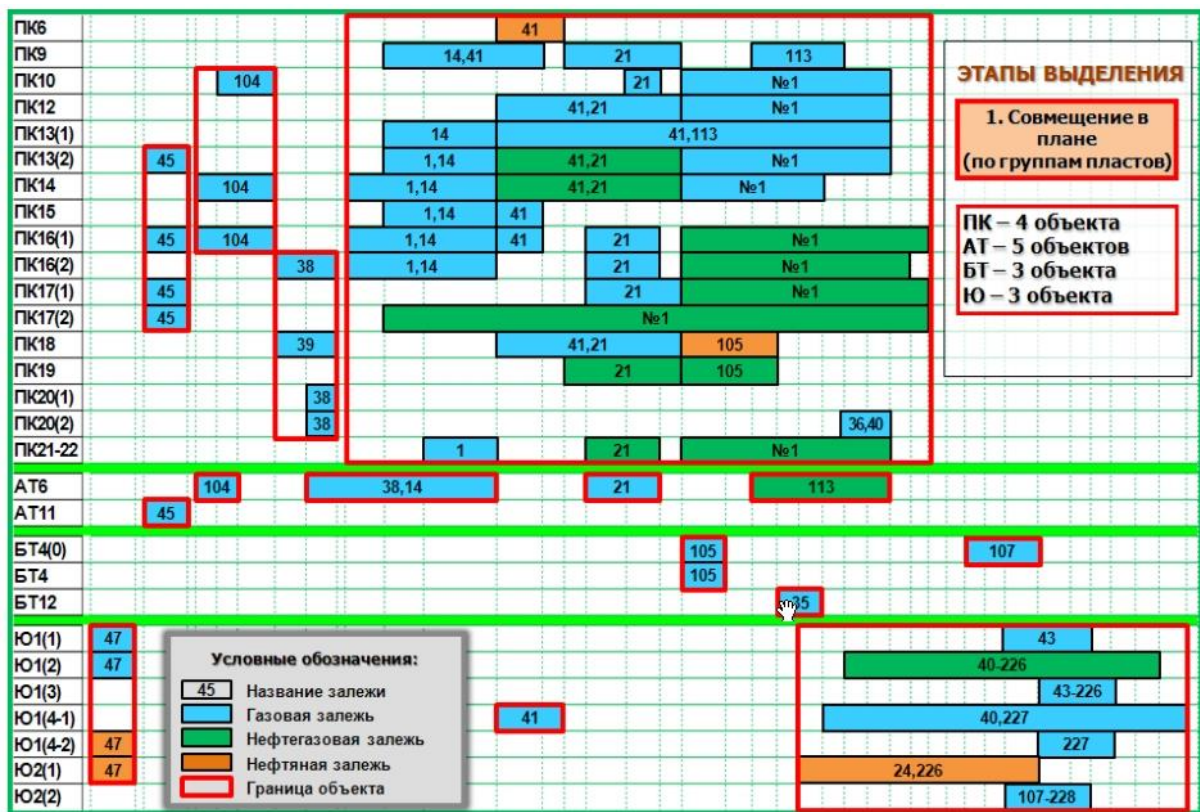 ПК6 41
ПК9 14,41 21 113
ПК10 104 21 №1
ПК12 41,21 №1
ПК13(1) 14 41,113
ПК13(2) 45 1,14 41,21 №1
ПК14 104 1,14 41,21 №1
ПК15 1,14 41
ПК16(1) 45 104 1,14 41 21 №1
ПК16(2) 38 1,14 21 №1
ПК17(1) 45 21 №1
ПК17(2) 45 №1
ПК18 39 41,21 105
ПК19 21 105
ПК20(1) 38
ПК20(2) 38 36,40
ПК21-22 1 21 №1
ЭТАПЫ ВЫДЕЛЕНИЯ
1. Совмещение в
плане
(по группам пластов)
ПК – 4 объекта
АТ – 5 объектов
БТ – 3 объекта
Ю – 3 объекта
АТ6 104 38,14 21 113
АТ11 45
БТ4(0) 105 107
БТ4 105
БТ12
Ю1(1) 47 43
Ю1(2) 47 40-226
Ю1(3) 43-226
Ю1(4-1) 41 40,227
Ю1(4-2) 47 227
Ю2(1) 47 24,226
Ю2(2) 107-228
Условные обозначения:
45 Название залежи
Газовая залежь
Нефтегазовая залежь
Нефтяная залежь
Граница объекта